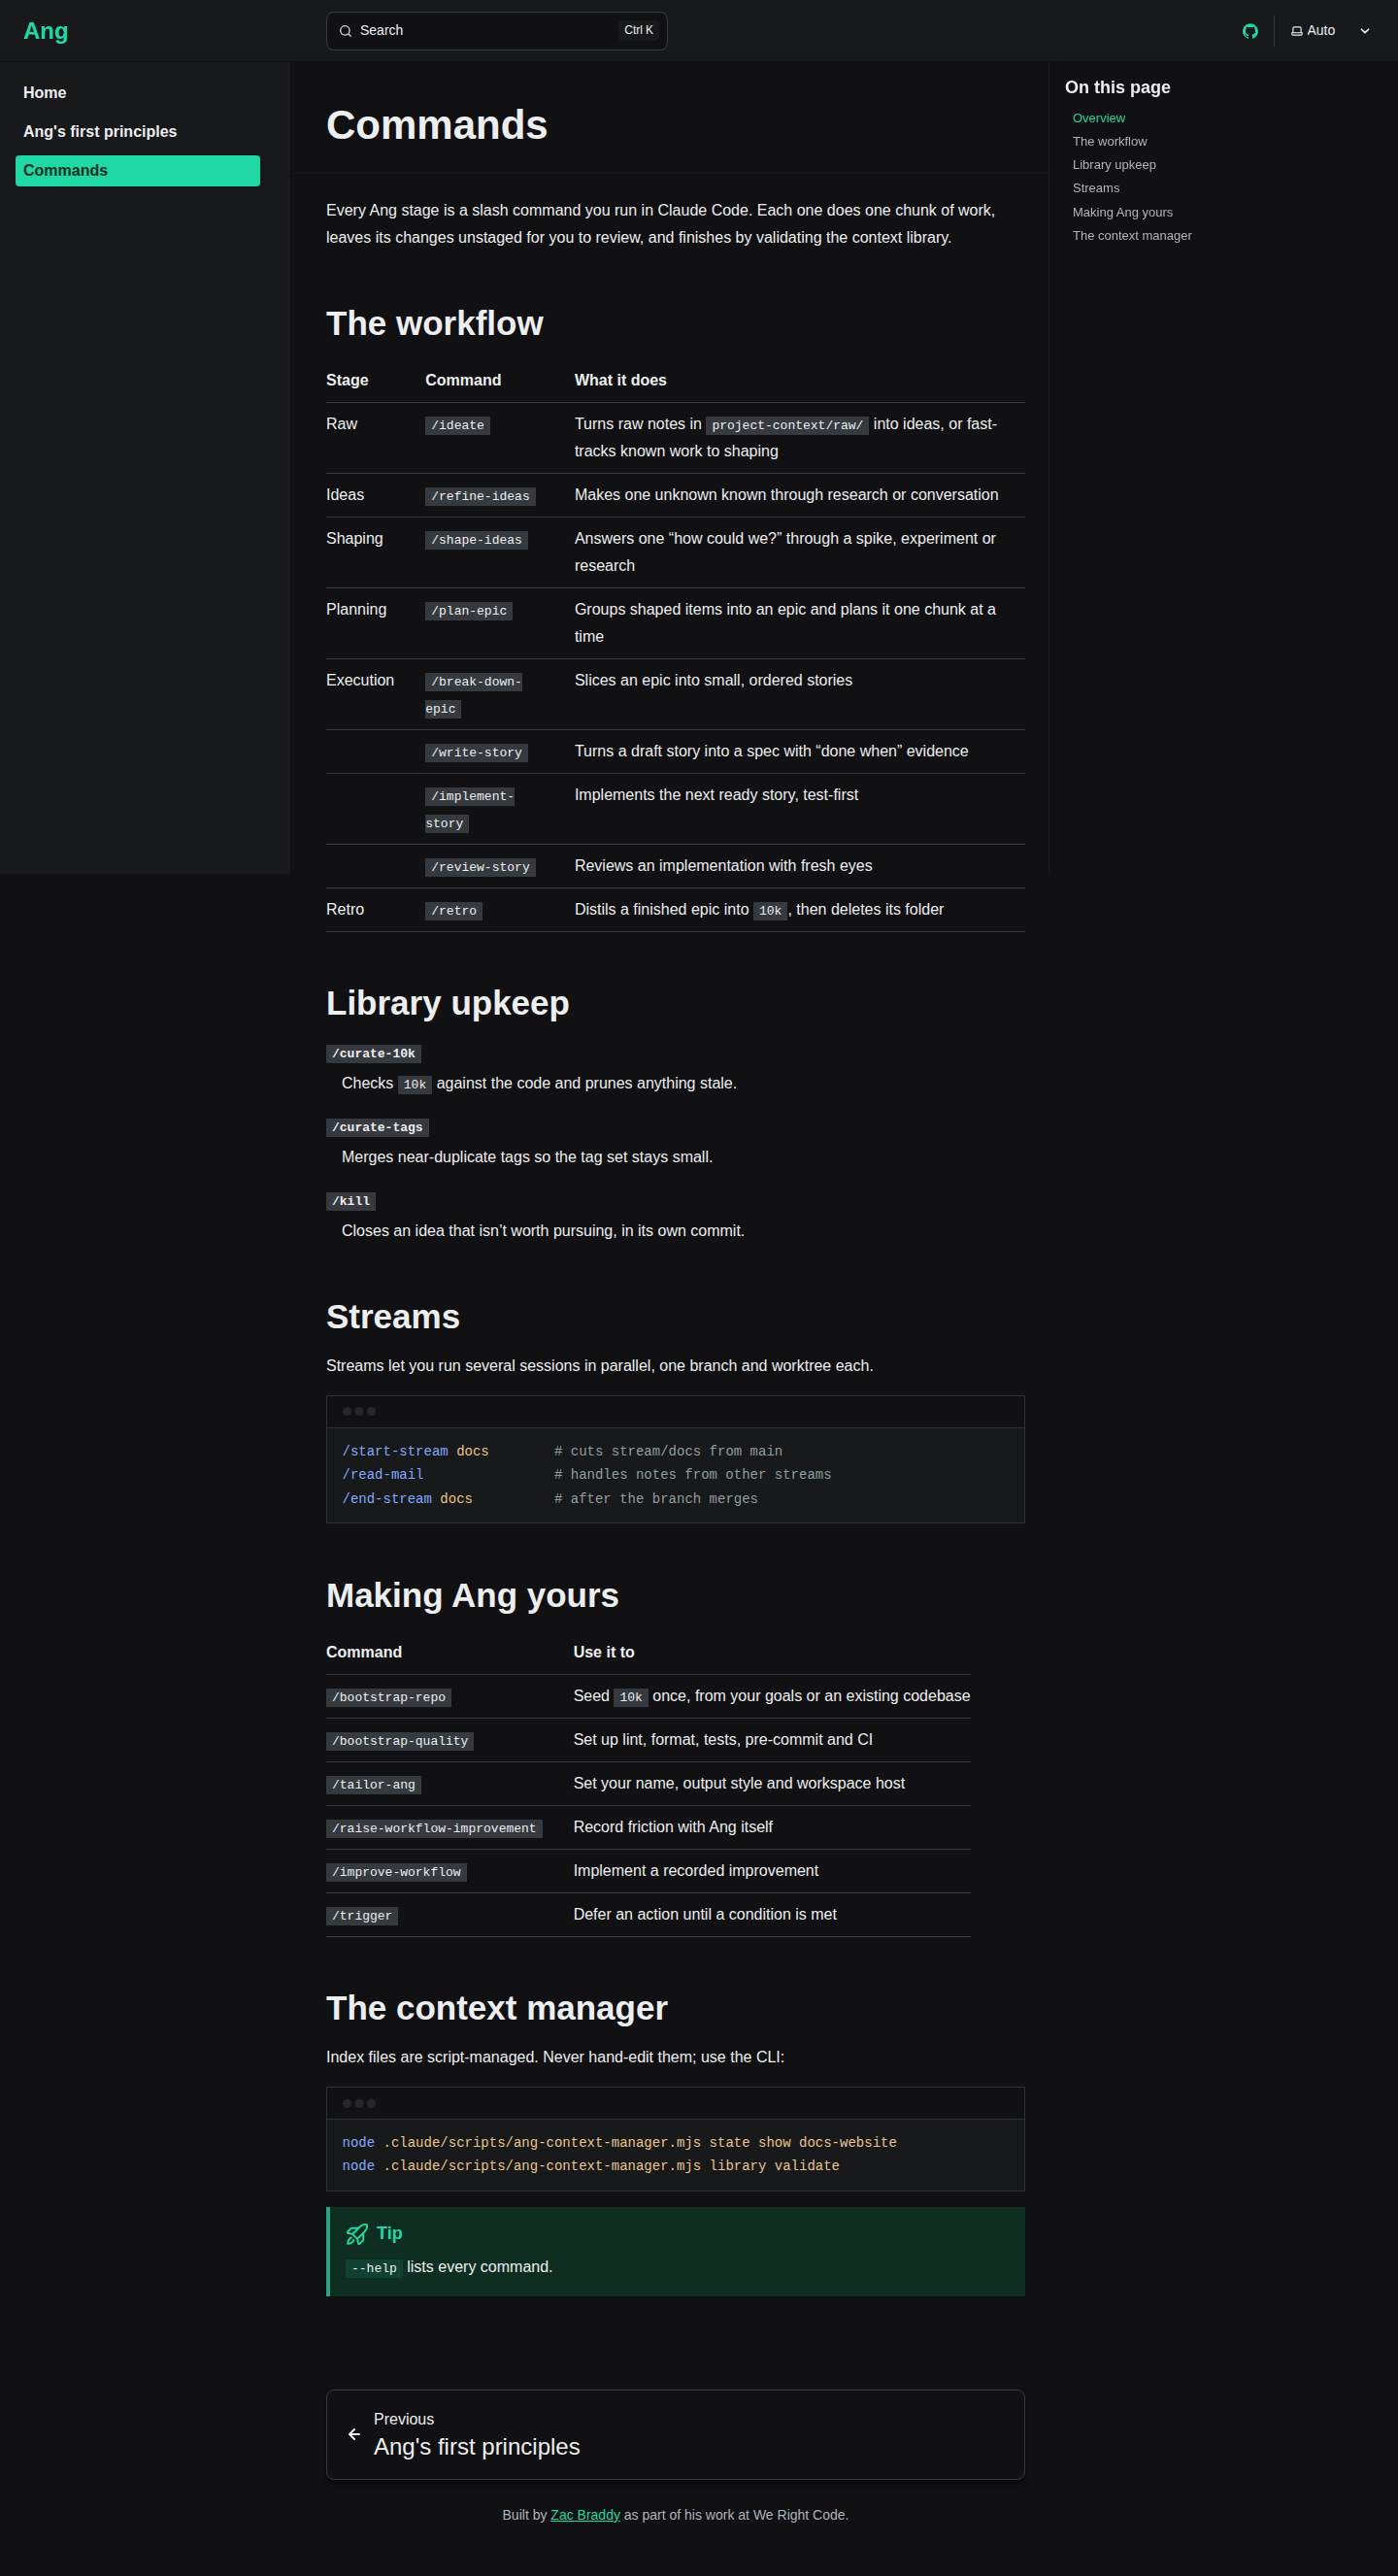 Ang
Search
Ctrl K
Auto
Home
Ang's first principles
Commands
On this page
Overview
The workflow
Library upkeep
Streams
Making Ang yours
The context manager
Commands
Every Ang stage is a slash command you run in Claude Code. Each one does one chunk of work,
leaves its changes unstaged for you to review, and finishes by validating the context library.
The workflow
Stage Command What it does
Raw /ideate Turns raw notes in project-context/raw/ into ideas, or fast-
tracks known work to shaping
Ideas /refine-ideas Makes one unknown known through research or conversation
Shaping /shape-ideas Answers one “how could we?” through a spike, experiment or
research
Planning /plan-epic Groups shaped items into an epic and plans it one chunk at a
time
Execution /break-down- Slices an epic into small, ordered stories
epic
/write-story Turns a draft story into a spec with “done when” evidence
/implement- Implements the next ready story, test-first
story
/review-story Reviews an implementation with fresh eyes
Retro /retro Distils a finished epic into 10k, then deletes its folder
Library upkeep
/curate-10k
Checks 10k against the code and prunes anything stale.
/curate-tags
Merges near-duplicate tags so the tag set stays small.
/kill
Closes an idea that isn’t worth pursuing, in its own commit.
Streams
Streams let you run several sessions in parallel, one branch and worktree each.
/start-stream docs # cuts stream/docs from main
/read-mail # handles notes from other streams
/end-stream docs # after the branch merges
Making Ang yours
Command Use it to
/bootstrap-repo Seed 10k once, from your goals or an existing codebase
/bootstrap-quality Set up lint, format, tests, pre-commit and CI
/tailor-ang Set your name, output style and workspace host
/raise-workflow-improvement Record friction with Ang itself
/improve-workflow Implement a recorded improvement
/trigger Defer an action until a condition is met
The context manager
Index files are script-managed. Never hand-edit them; use the CLI:
node .claude/scripts/ang-context-manager.mjs state show docs-website
node .claude/scripts/ang-context-manager.mjs library validate
Tip
--help lists every command.
Previous
Ang's first principles
Built by Zac Braddy as part of his work at We Right Code.